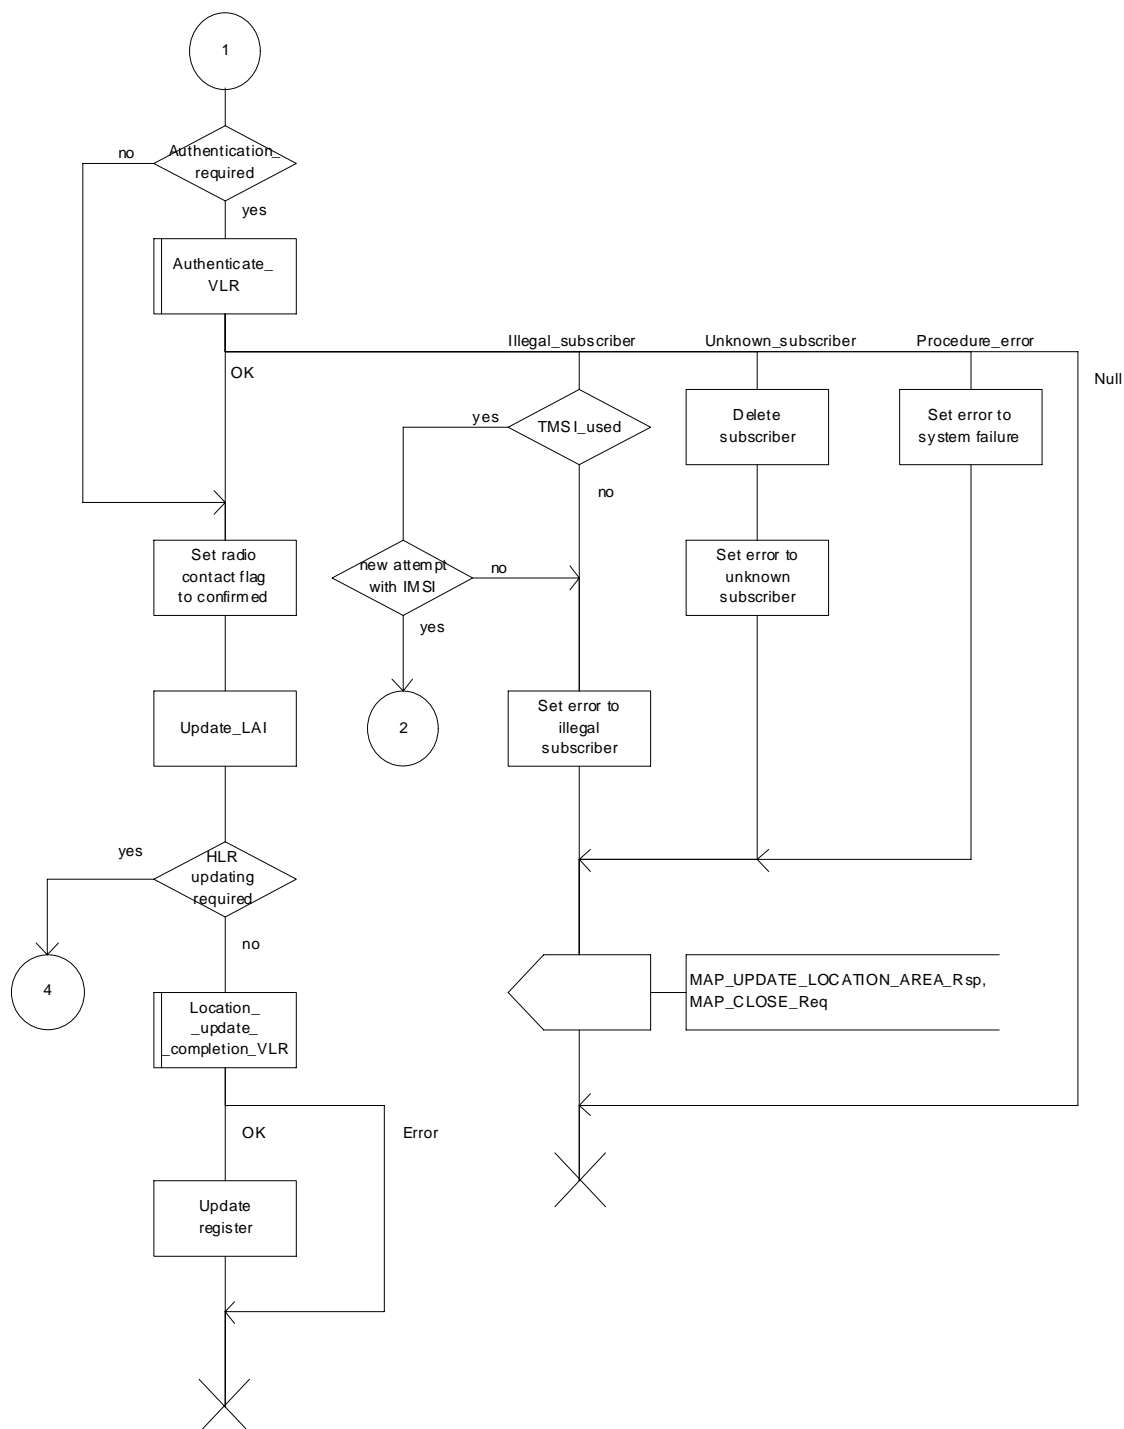 1
Authentication_
required
no
yes
Authenticate_
VLR
Illegal_subscriber
Unknown_subscriber
Procedure_error
Null
OK
yes
TMSI_used
no
Delete
subscriber
Set error to
system failure
Set radio
contact flag
to confirmed
new attempt
with IMSI
no
yes
Set error to
unknown
subscriber
Update_LAI
2
Set error to
illegal
subscriber
yes
HLR
updating
required
no
4
MAP_UPDATE_LOCATION_AREA_Rsp,
MAP_CLOSE_Req
Location_
_update_
_completion_VLR
OK
Error
Update
register